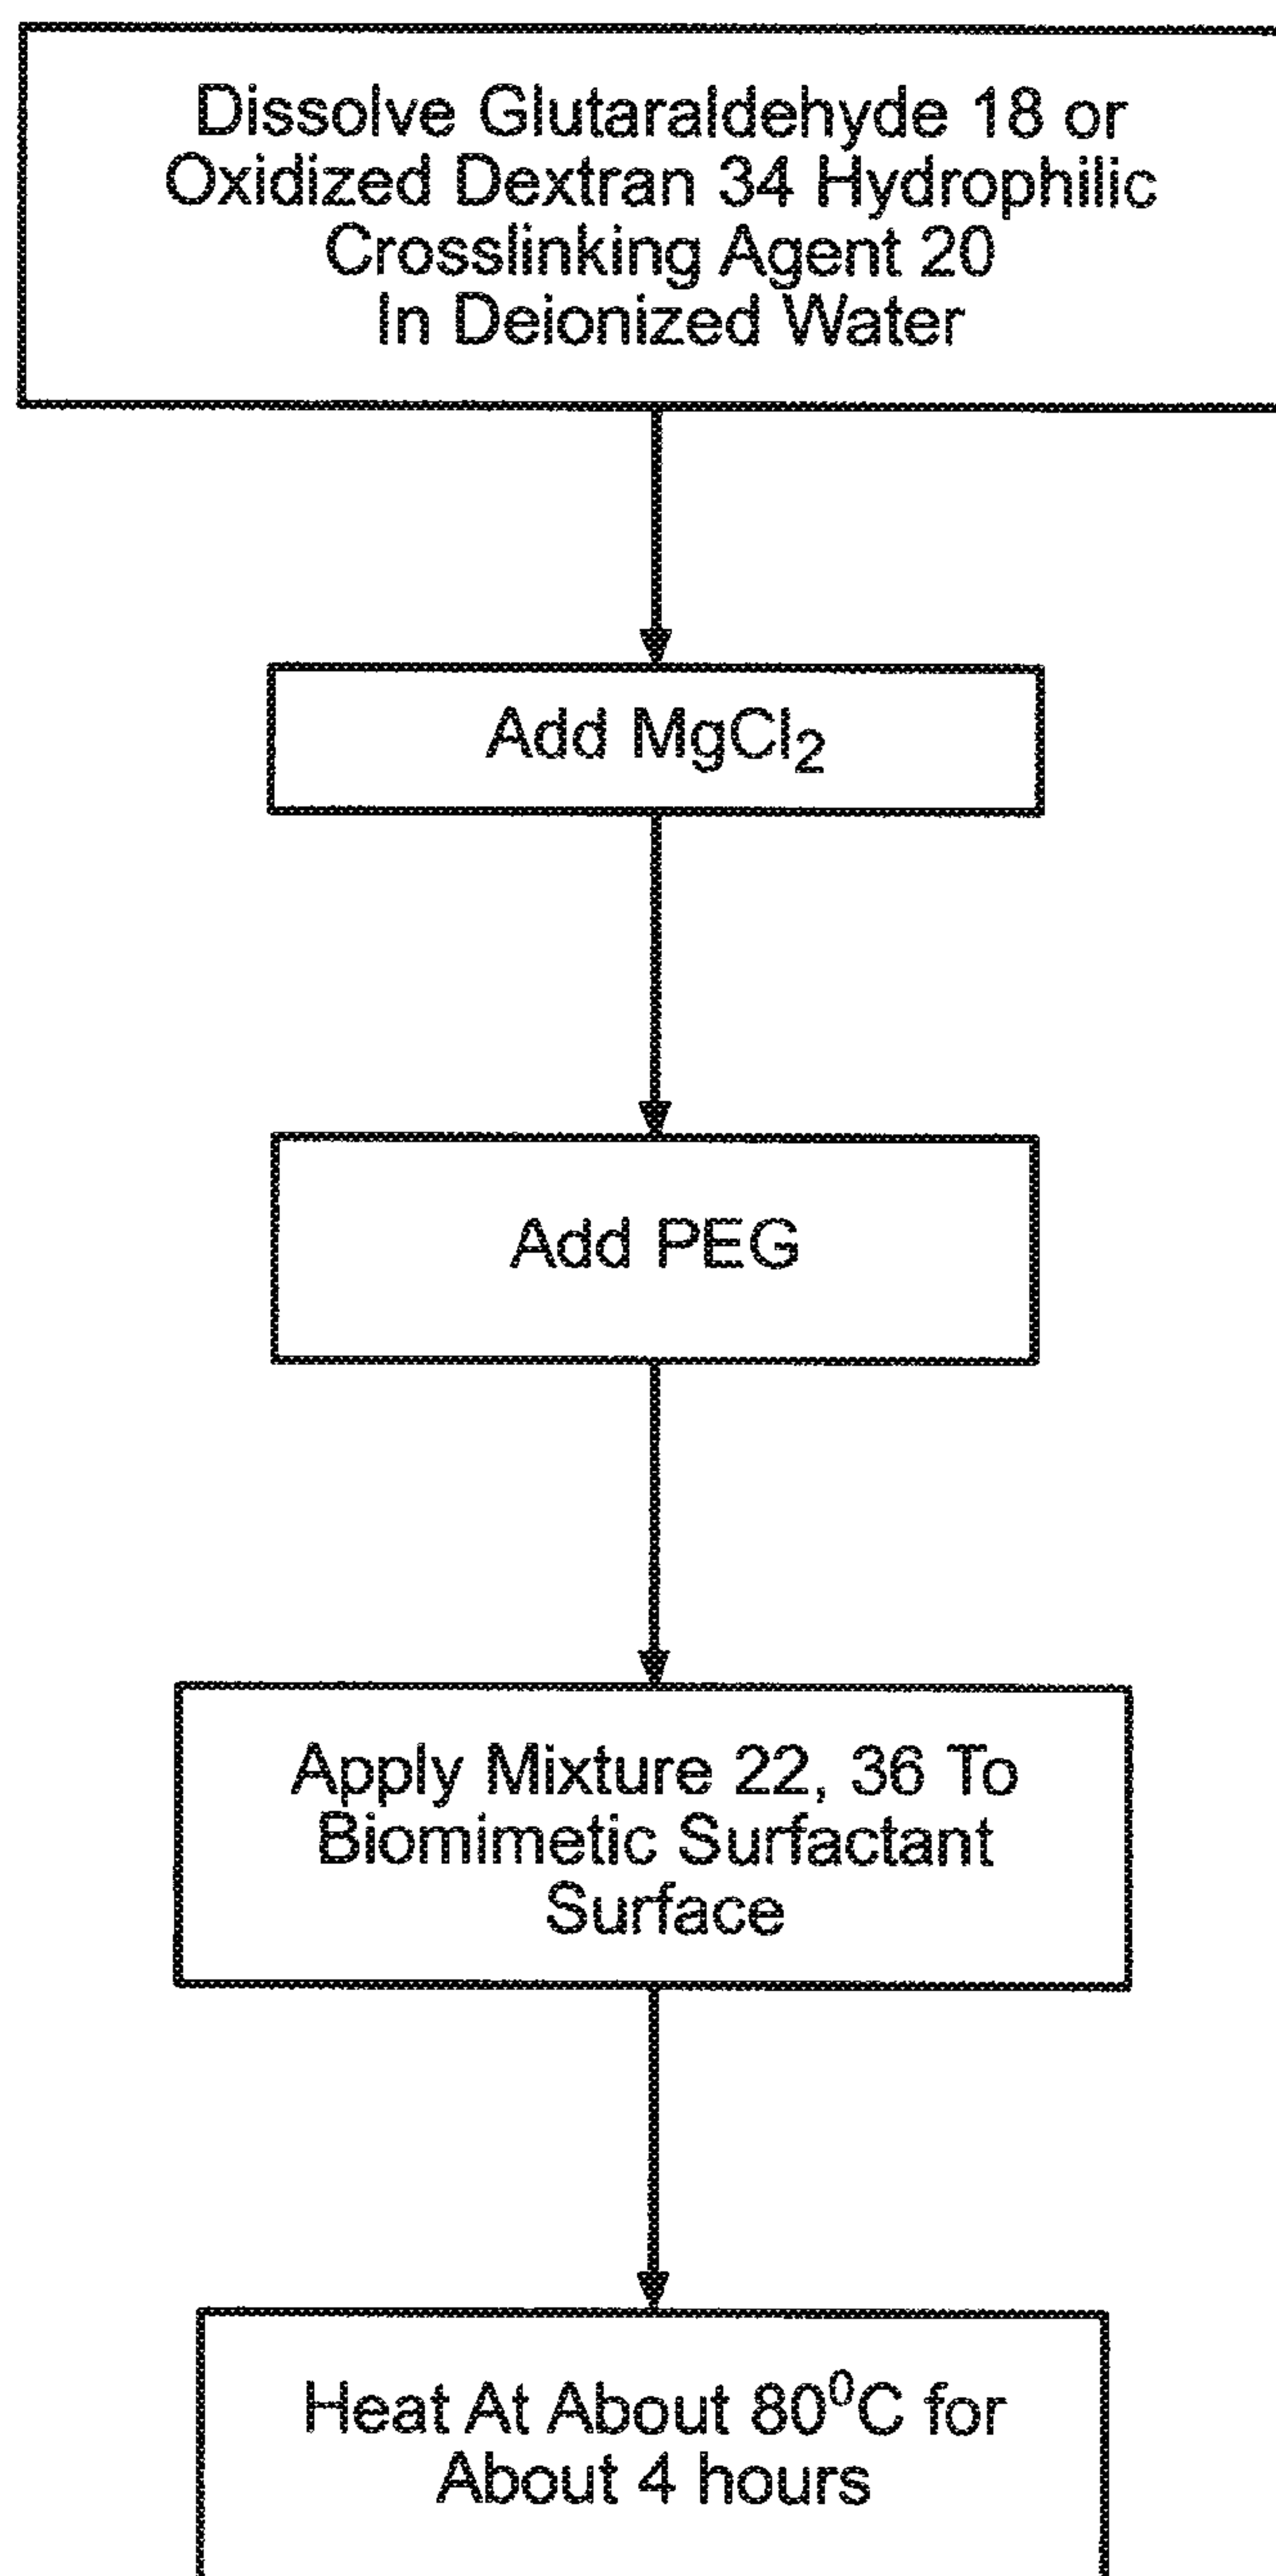 Dissolve Glutaraldehyde 18 or
Oxidized Dextran 34 Hydrophilic
Crosslinking Agent 20
In Deionized Water
Add MgCl₂
Add PEG
Apply Mixture 22, 36 To
Biomimetic Surfactant
Surface
Heat At About 80⁰C for
About 4 hours